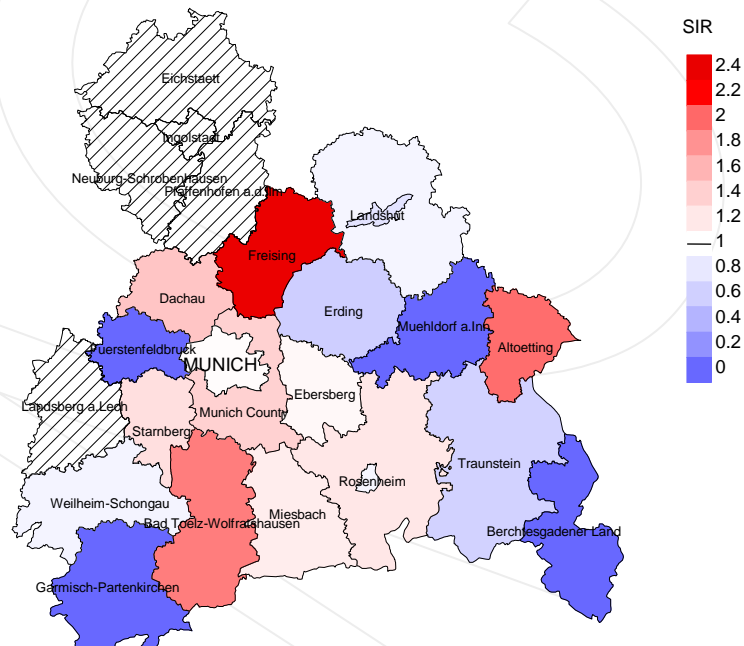 SIR
2.4
2.2
2
1.8
1.6
1.4
1.2
1
0.8
0.6
0.4
0.2
0
Eichstaett
Ingolstadt
Neuburg-Schrobenhausen
Pfaffenhofen a.d.Ilm
Landshut
Freising
Dachau
Erding
Muehldorf a.Inn
Altoetting
Fuerstenfeldbruck
MUNICH
Ebersberg
Landsberg a.Lech
Munich County
Starnberg
Traunstein
Rosenheim
Weilheim-Schongau
Miesbach
Bad Toelz-Wolfratshausen
Berchtesgadener Land
Garmisch-Partenkirchen